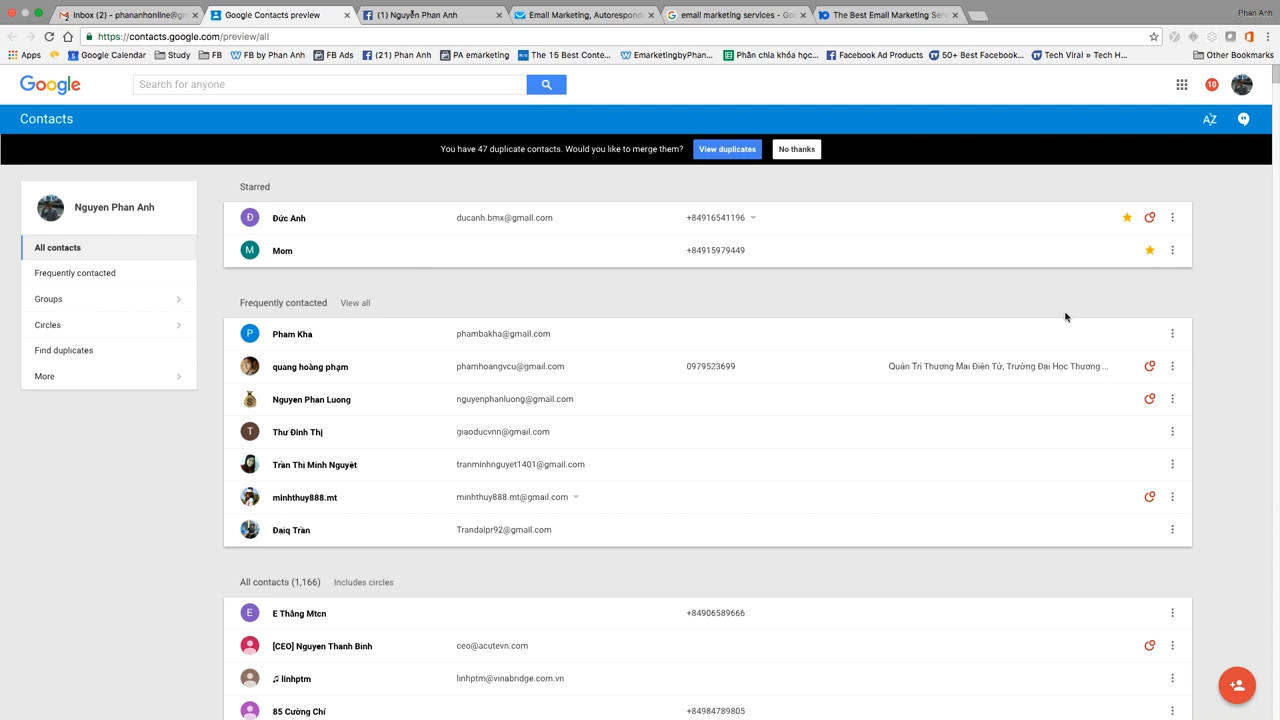 Inbox (2) - phananhonline@gm
Google Contacts preview
(1) Nguyễn Phan Anh
Email Marketing, Autorespond
email marketing services - Go
The Best Email Marketing Ser
Phan Anh
https://contacts.google.com/preview/all
Apps
Google Calendar
Study
FB
FB by Phan Anh
FB Ads
(21) Phan Anh
PA emarketing
The 15 Best Conte...
EmarketingbyPhan...
Phân chia khóa học...
Facebook Ad Products
50+ Best Facebook...
Tech Viral » Tech H...
Other Bookmarks
Google
Search for anyone
10
Contacts
AZ
You have 47 duplicate contacts. Would you like to merge them?
View duplicates
No thanks
Nguyen Phan Anh
All contacts
Frequently contacted
Groups
Circles
Find duplicates
More
Starred
Đ Đức Anh ducanh.bmx@gmail.com +84916541196
M Mom +84915979449
Frequently contacted View all
P Pham Kha phambakha@gmail.com
quang hoàng phạm phamhoangvcu@gmail.com 0979523699 Quản Trị Thương Mại Điện Tử, Trường Đại Học Thương ...
Nguyen Phan Luong nguyenphanluong@gmail.com
T Thư Đinh Thị giaoducvnn@gmail.com
Trần Thị Minh Nguyệt tranminhnguyet1401@gmail.com
minhthuy888.mt minhthuy888.mt@gmail.com
Đaiq Trần Trandaipr92@gmail.com
All contacts (1,166) Includes circles
E E Thắng Mtcn +84906589666
[CEO] Nguyen Thanh Binh ceo@acutevn.com
♫ linhptm linhptm@vinabridge.com.vn
85 Cường Chí +84984789805